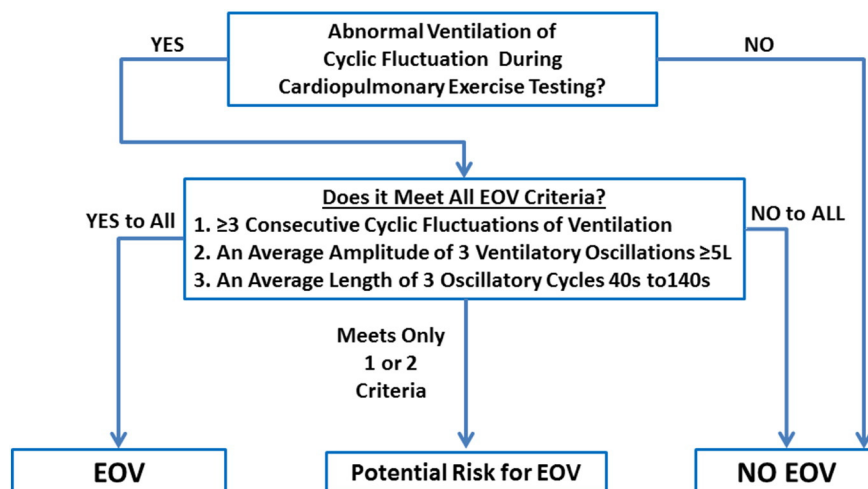 Abnormal Ventilation of
Cyclic Fluctuation During
Cardiopulmonary Exercise Testing?
YES
NO
Does it Meet All EOV Criteria?
1. ≥3 Consecutive Cyclic Fluctuations of Ventilation
2. An Average Amplitude of 3 Ventilatory Oscillations ≥5L
3. An Average Length of 3 Oscillatory Cycles 40s to140s
YES to All
NO to ALL
Meets Only
1 or 2
Criteria
EOV
Potential Risk for EOV
NO EOV